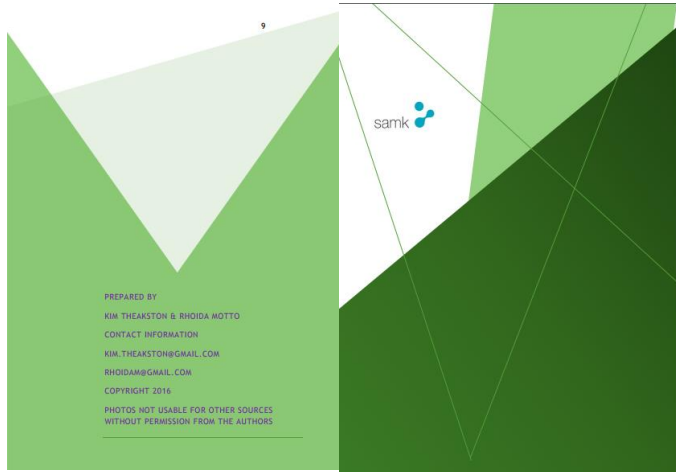 9
PREPARED BY
KIM THEAKSTON & RHOIDA MOTTO
CONTACT INFORMATION
KIM.THEAKSTON@GMAIL.COM
RHOIDAM@GMAIL.COM
COPYRIGHT 2016
PHOTOS NOT USABLE FOR OTHER SOURCES
WITHOUT PERMISSION FROM THE AUTHORS
samk